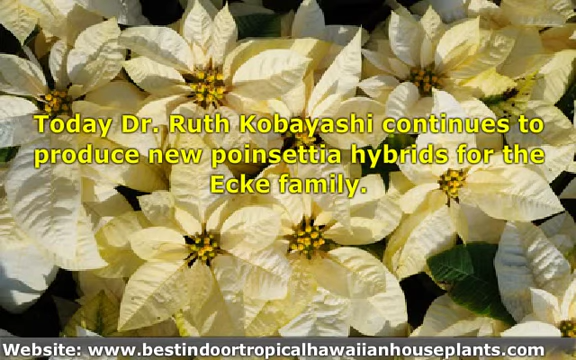 Today Dr. Ruth Kobayashi continues to
produce new poinsettia hybrids for the
Ecke family.
Website: www.bestindoortropicalhawaiianhouseplants.com